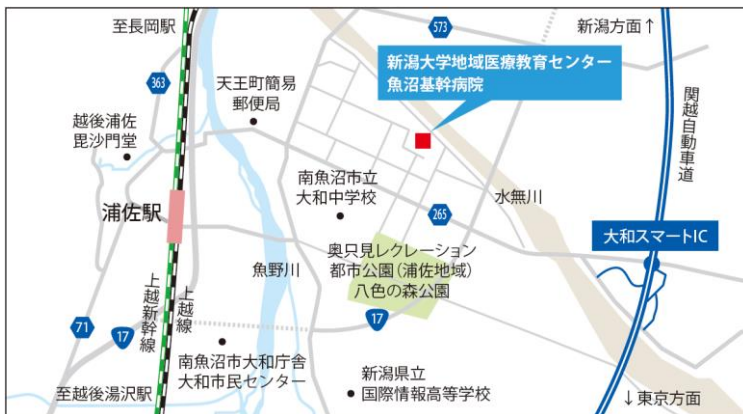 至長岡駅
573
新潟方面↑
新潟大学地域医療教育センター
魚沼基幹病院
363
天王町簡易
郵便局
関越自動車道
越後浦佐
毘沙門堂
南魚沼市立
大和中学校
水無川
浦佐駅
265
大和スマートIC
奥只見レクレーション
都市公園(浦佐地域)
八色の森公園
魚野川
上越新幹線
上越線
17
71
17
南魚沼市大和庁舎
大和市民センター
新潟県立
国際情報高等学校
至越後湯沢駅
↓東京方面